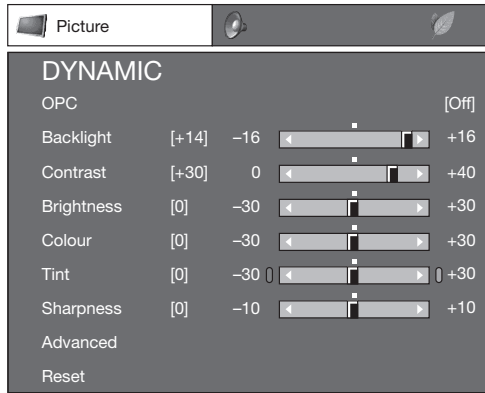 Picture
DYNAMIC
OPC [Off]
Backlight [+14] –16 +16
Contrast [+30] 0 +40
Brightness [0] –30 +30
Colour [0] –30 +30
Tint [0] –30 +30
Sharpness [0] –10 +10
Advanced
Reset